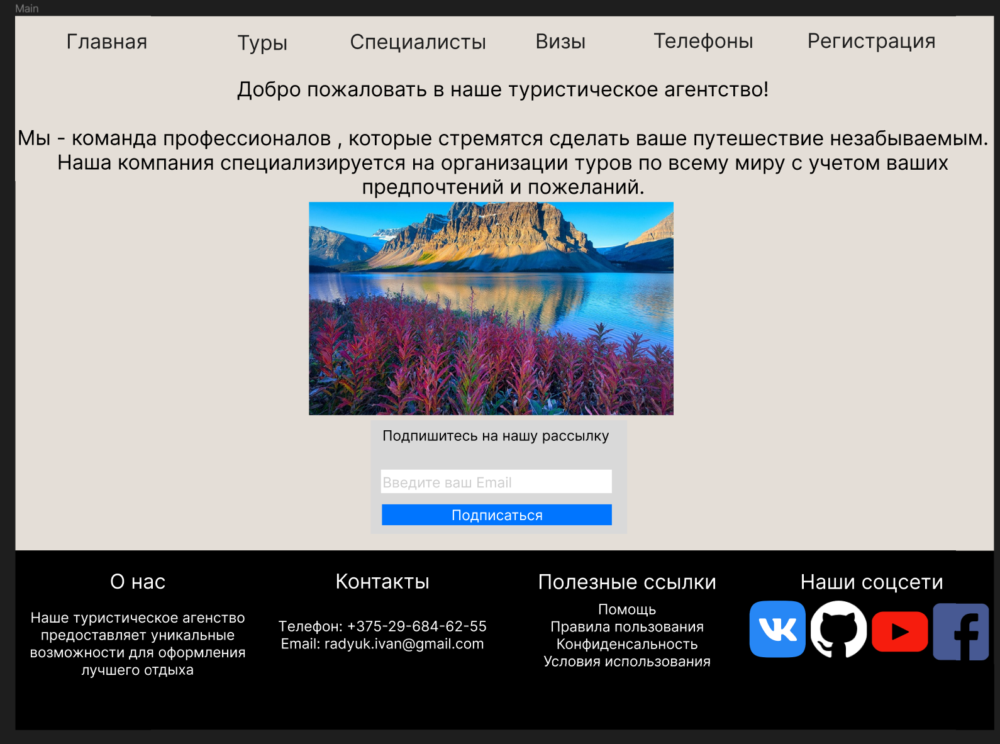 Main
Главная Туры Специалисты Визы Телефоны Регистрация
Добро пожаловать в наше туристическое агентство!
Мы - команда профессионалов , которые стремятся сделать ваше путешествие незабываемым.
Наша компания специализируется на организации туров по всему миру с учетом ваших
предпочтений и пожеланий.
Подпишитесь на нашу рассылку
Введите ваш Email
Подписаться
О нас
Наше туристическое агенство
предоставляет уникальные
возможности для оформления
лучшего отдыха
Контакты
Телефон: +375-29-684-62-55
Email: radyuk.ivan@gmail.com
Полезные ссылки
Помощь
Правила пользования
Конфиденсальность
Условия использования
Наши соцсети